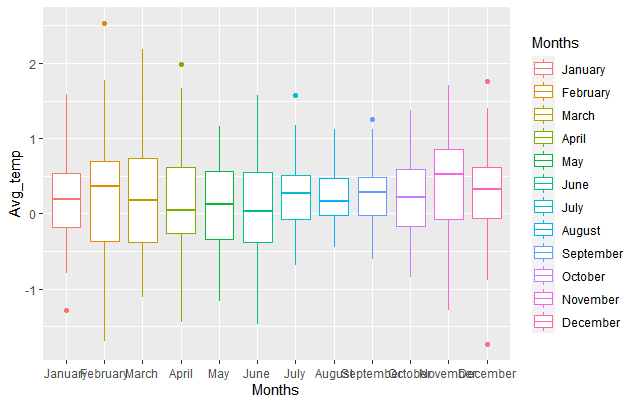 Avg_temp
2
1
0
-1
January February March April May June July August September October November December
Months
Months
January
February
March
April
May
June
July
August
September
October
November
December